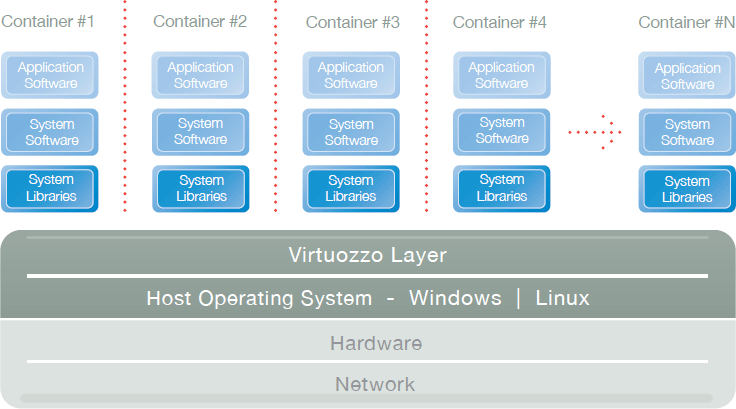 Container #1
Container #2
Container #3
Container #4
Container #N
Application
Software
Application
Software
Application
Software
Application
Software
Application
Software
System
Software
System
Software
System
Software
System
Software
System
Software
System
Libraries
System
Libraries
System
Libraries
System
Libraries
System
Libraries
Virtuozzo Layer
Host Operating System - Windows | Linux
Hardware
Network